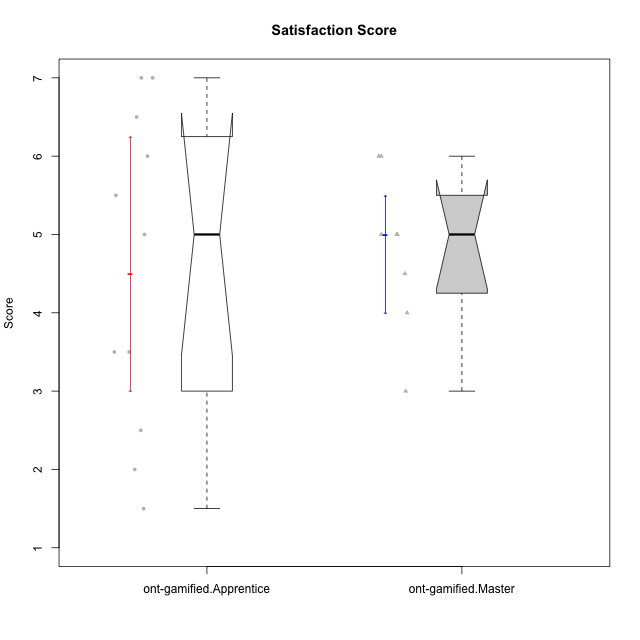 Satisfaction Score
Score
7
6
5
4
3
2
1
ont-gamified.Apprentice
ont-gamified.Master